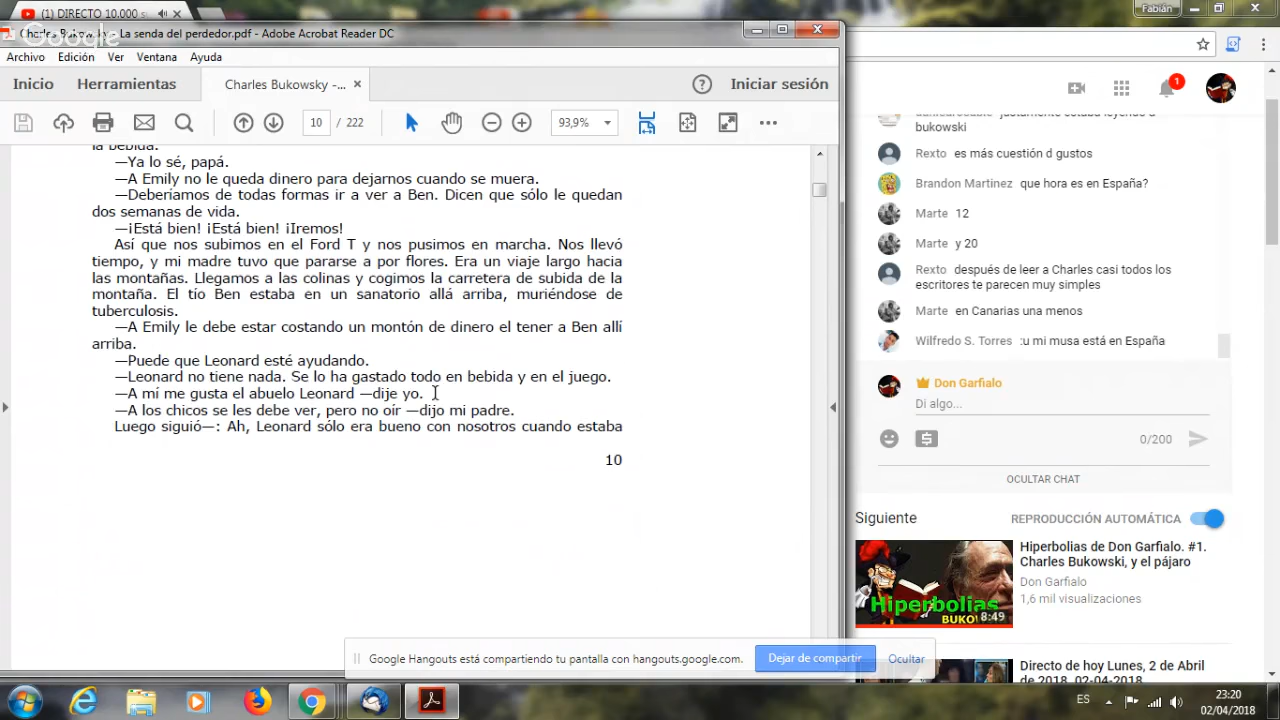 (1) DIRECTO 10.000 s
Fabián
Google
La senda del perdedor.pdf - Adobe Acrobat Reader DC
Archivo Edición Ver Ventana Ayuda
Inicio Herramientas Charles Bukowsky -... Iniciar sesión
10 / 222 93,9%
la bebida.
—Ya lo sé, papá.
—A Emily no le queda dinero para dejarnos cuando se muera.
—Deberíamos de todas formas ir a ver a Ben. Dicen que sólo le quedan
dos semanas de vida.
—¡Está bien! ¡Está bien! ¡Iremos!
Así que nos subimos en el Ford T y nos pusimos en marcha. Nos llevó
tiempo, y mi madre tuvo que pararse a por flores. Era un viaje largo hacia
las montañas. Llegamos a las colinas y cogimos la carretera de subida de la
montaña. El tío Ben estaba en un sanatorio allá arriba, muriéndose de
tuberculosis.
—A Emily le debe estar costando un montón de dinero el tener a Ben allí
arriba.
—Puede que Leonard esté ayudando.
—Leonard no tiene nada. Se lo ha gastado todo en bebida y en el juego.
—A mí me gusta el abuelo Leonard —dije yo.
—A los chicos se les debe ver, pero no oír —dijo mi padre.
Luego siguió—: Ah, Leonard sólo era bueno con nosotros cuando estaba
10
1
justamente estaba leyendo a
bukowski
Rexto es más cuestión d gustos
Brandon Martinez que hora es en España?
Marte 12
Marte y 20
Rexto después de leer a Charles casi todos los
escritores te parecen muy simples
Marte en Canarias una menos
Wilfredo S. Torres :u mi musa está en España
Don Garfialo
Di algo...
0/200
OCULTAR CHAT
Siguiente REPRODUCCIÓN AUTOMÁTICA
Hiperbolias de Don Garfialo. #1.
Charles Bukowski, y el pájaro
Don Garfialo
1,6 mil visualizaciones
Hiperbolias
BUKO
8:49
Directo de hoy Lunes, 2 de Abril
de 2018. 02-04-2018
Google Hangouts está compartiendo tu pantalla con hangouts.google.com. Dejar de compartir Ocultar
ES
23:20
02/04/2018